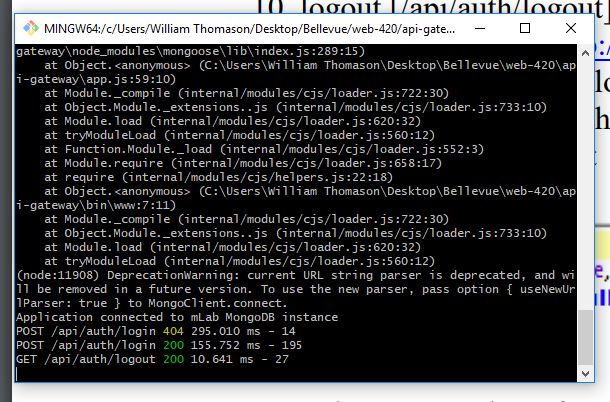 10. logout [/api/auth/logout]
MINGW64:/c/Users/William Thomason/Desktop/Bellevue/web-420/api-gate...
gateway\node_modules\mongoose\lib\index.js:289:15)
    at Object.<anonymous> (C:\Users\William Thomason\Desktop\Bellevue\web-420\ap
i-gateway\app.js:59:10)
    at Module._compile (internal/modules/cjs/loader.js:722:30)
    at Object.Module._extensions..js (internal/modules/cjs/loader.js:733:10)
    at Module.load (internal/modules/cjs/loader.js:620:32)
    at tryModuleLoad (internal/modules/cjs/loader.js:560:12)
    at Function.Module._load (internal/modules/cjs/loader.js:552:3)
    at Module.require (internal/modules/cjs/loader.js:658:17)
    at require (internal/modules/cjs/helpers.js:22:18)
    at Object.<anonymous> (C:\Users\William Thomason\Desktop\Bellevue\web-420\ap
i-gateway\bin\www:7:11)
    at Module._compile (internal/modules/cjs/loader.js:722:30)
    at Object.Module._extensions..js (internal/modules/cjs/loader.js:733:10)
    at Module.load (internal/modules/cjs/loader.js:620:32)
    at tryModuleLoad (internal/modules/cjs/loader.js:560:12)
(node:11908) DeprecationWarning: current URL string parser is deprecated, and wi
ll be removed in a future version. To use the new parser, pass option { useNewUr
lParser: true } to MongoClient.connect.
Application connected to mLab MongoDB instance
POST /api/auth/login 404 295.010 ms - 14
POST /api/auth/login 200 155.752 ms - 195
GET /api/auth/logout 200 10.641 ms - 27